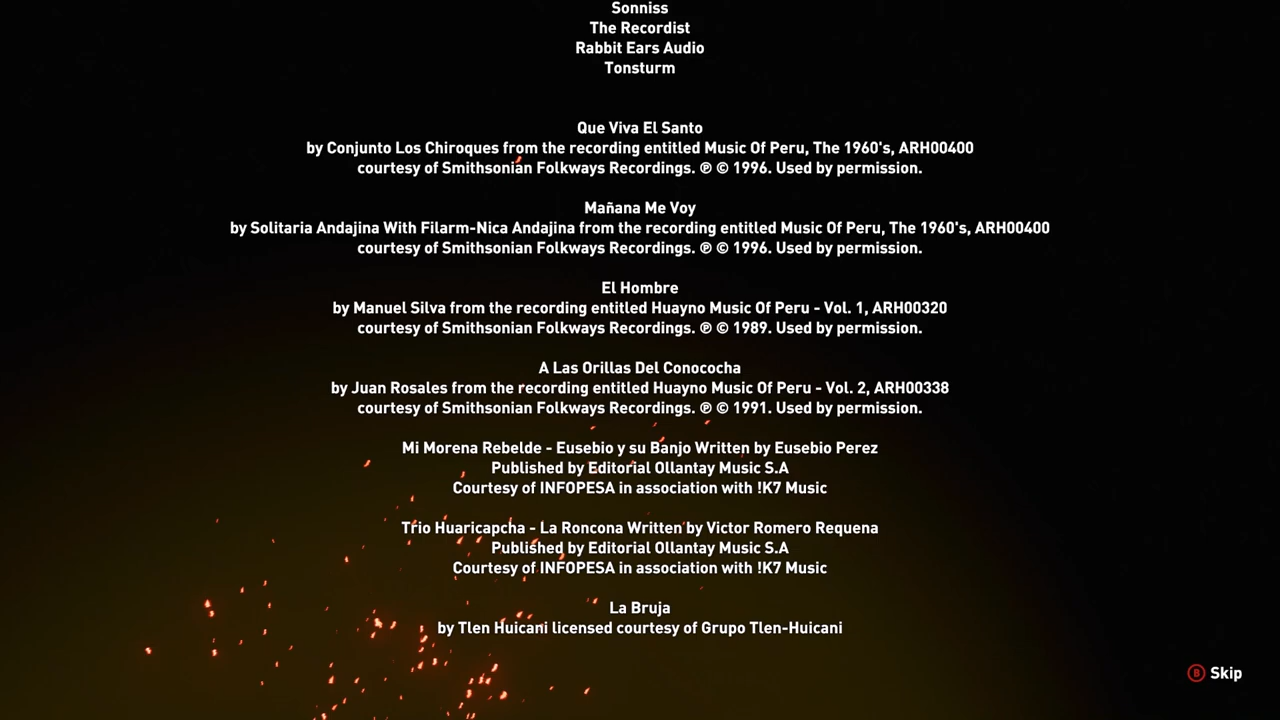 Sonniss
The Recordist
Rabbit Ears Audio
Tonsturm
Que Viva El Santo
by Conjunto Los Chiroques from the recording entitled Music Of Peru, The 1960's, ARH00400
courtesy of Smithsonian Folkways Recordings. ℗ © 1996. Used by permission.
Mañana Me Voy
by Solitaria Andajina With Filarm-Nica Andajina from the recording entitled Music Of Peru, The 1960's, ARH00400
courtesy of Smithsonian Folkways Recordings. ℗ © 1996. Used by permission.
El Hombre
by Manuel Silva from the recording entitled Huayno Music Of Peru - Vol. 1, ARH00320
courtesy of Smithsonian Folkways Recordings. ℗ © 1989. Used by permission.
A Las Orillas Del Conococha
by Juan Rosales from the recording entitled Huayno Music Of Peru - Vol. 2, ARH00338
courtesy of Smithsonian Folkways Recordings. ℗ © 1991. Used by permission.
Mi Morena Rebelde - Eusebio y su Banjo Written by Eusebio Perez
Published by Editorial Ollantay Music S.A
Courtesy of INFOPESA in association with !K7 Music
Trio Huaricapcha - La Roncona Written by Victor Romero Requena
Published by Editorial Ollantay Music S.A
Courtesy of INFOPESA in association with !K7 Music
La Bruja
by Tlen Huicani licensed courtesy of Grupo Tlen-Huicani
B Skip